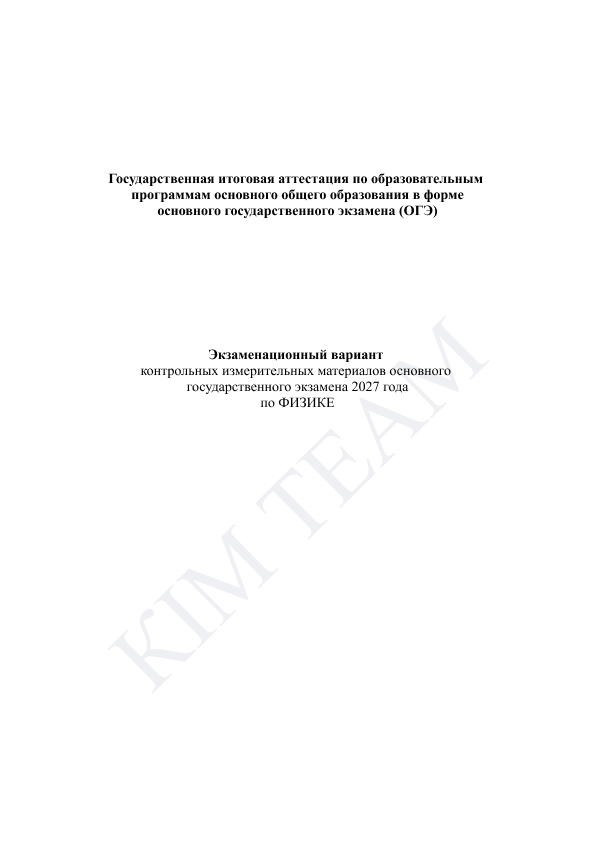 Государственная итоговая аттестация по образовательным
программам основного общего образования в форме
основного государственного экзамена (ОГЭ)
Экзаменационный вариант
контрольных измерительных материалов основного
государственного экзамена 2027 года
по ФИЗИКЕ
KIM TEAM